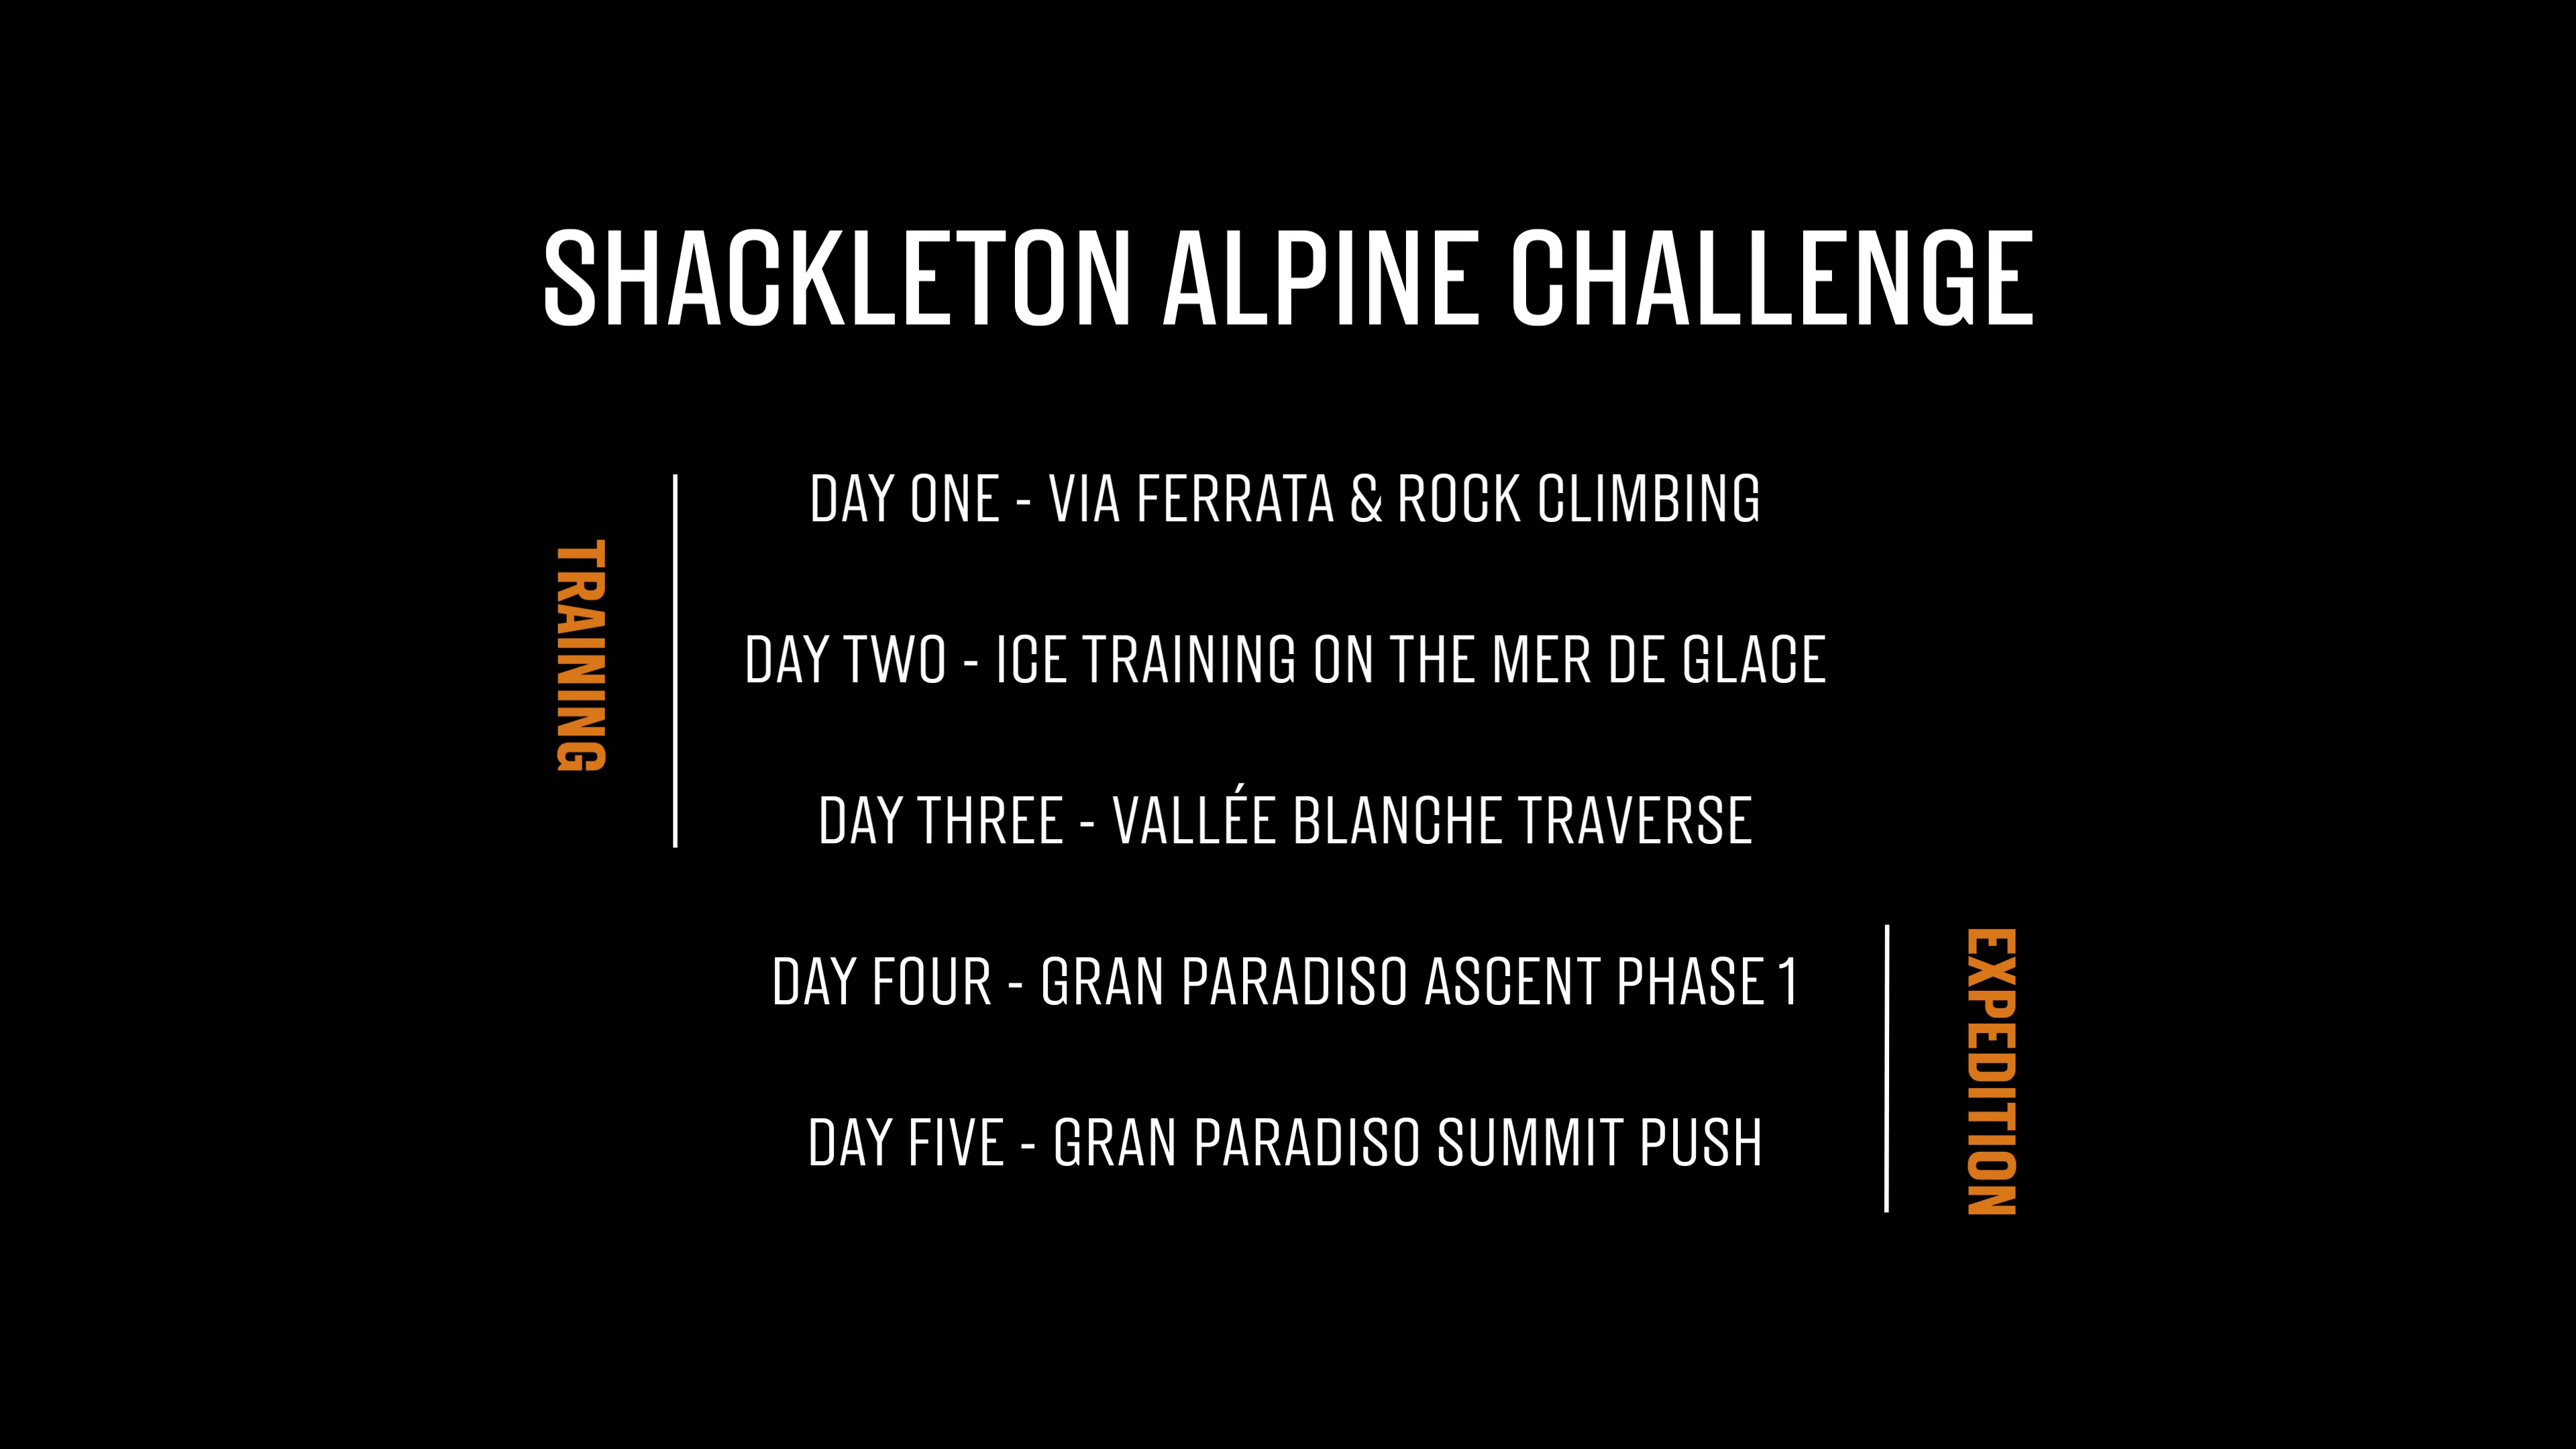 SHACKLETON ALPINE CHALLENGE
TRAINING
DAY ONE - VIA FERRATA & ROCK CLIMBING
DAY TWO - ICE TRAINING ON THE MER DE GLACE
DAY THREE - VALLÉE BLANCHE TRAVERSE
EXPEDITION
DAY FOUR - GRAN PARADISO ASCENT PHASE 1
DAY FIVE - GRAN PARADISO SUMMIT PUSH